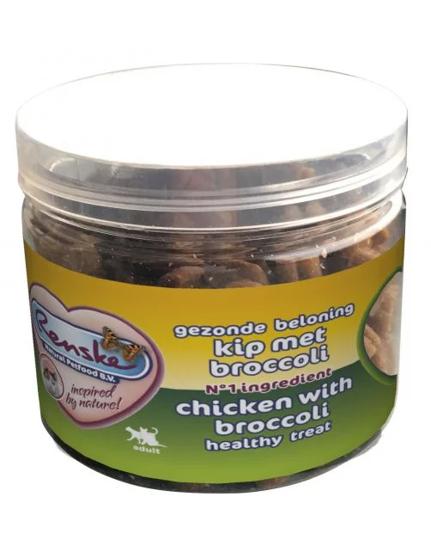 Renske
Natural Petfood B.V.
inspired
by nature!
adult
gezonde beloning
kip met
broccoli
N°1 ingredient
chicken with
broccoli
healthy treat